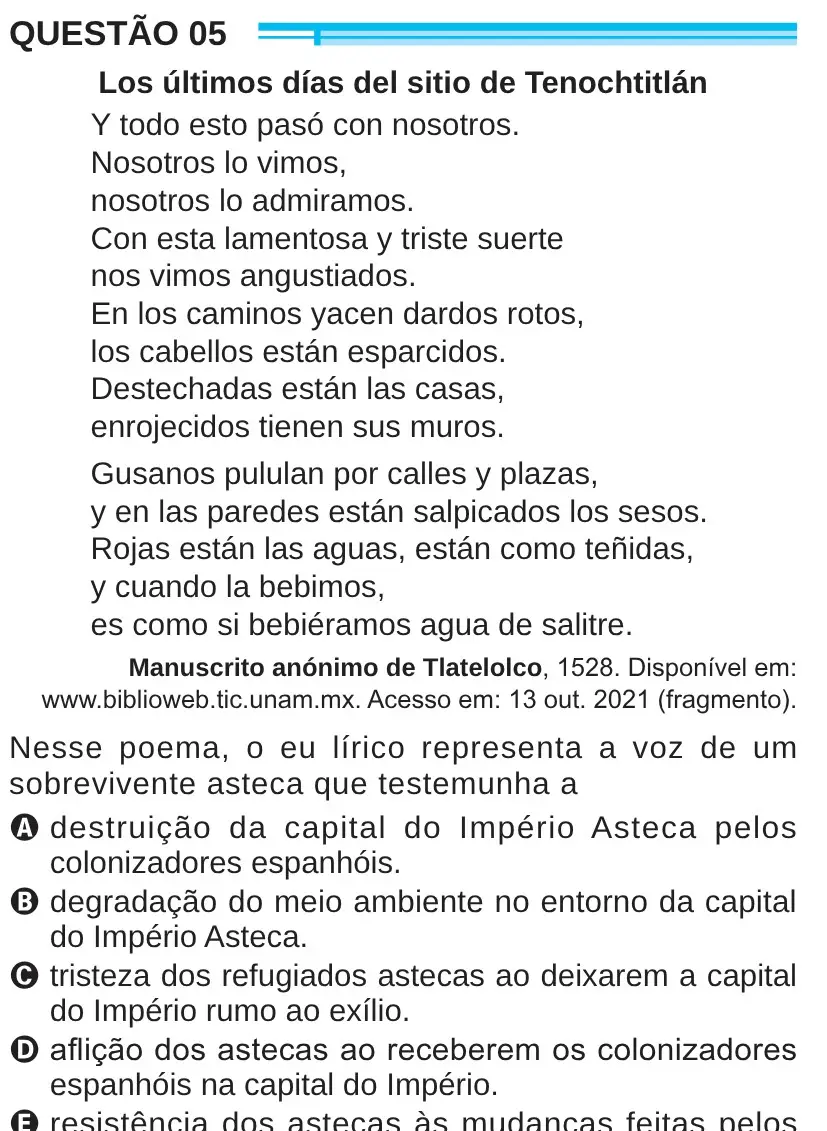 QUESTÃO 05
Los últimos días del sitio de Tenochtitlán
Y todo esto pasó con nosotros.
Nosotros lo vimos,
nosotros lo admiramos.
Con esta lamentosa y triste suerte
nos vimos angustiados.
En los caminos yacen dardos rotos,
los cabellos están esparcidos.
Destechadas están las casas,
enrojecidos tienen sus muros.
Gusanos pululan por calles y plazas,
y en las paredes están salpicados los sesos.
Rojas están las aguas, están como teñidas,
y cuando la bebimos,
es como si bebiéramos agua de salitre.
Manuscrito anónimo de Tlatelolco, 1528. Disponível em:
www.biblioweb.tic.unam.mx. Acesso em: 13 out. 2021 (fragmento).
Nesse poema, o eu lírico representa a voz de um
sobrevivente asteca que testemunha a
A destruição da capital do Império Asteca pelos
colonizadores espanhóis.
B degradação do meio ambiente no entorno da capital
do Império Asteca.
C tristeza dos refugiados astecas ao deixarem a capital
do Império rumo ao exílio.
D aflição dos astecas ao receberem os colonizadores
espanhóis na capital do Império.
E resistência dos astecas às mudanças feitas pelos